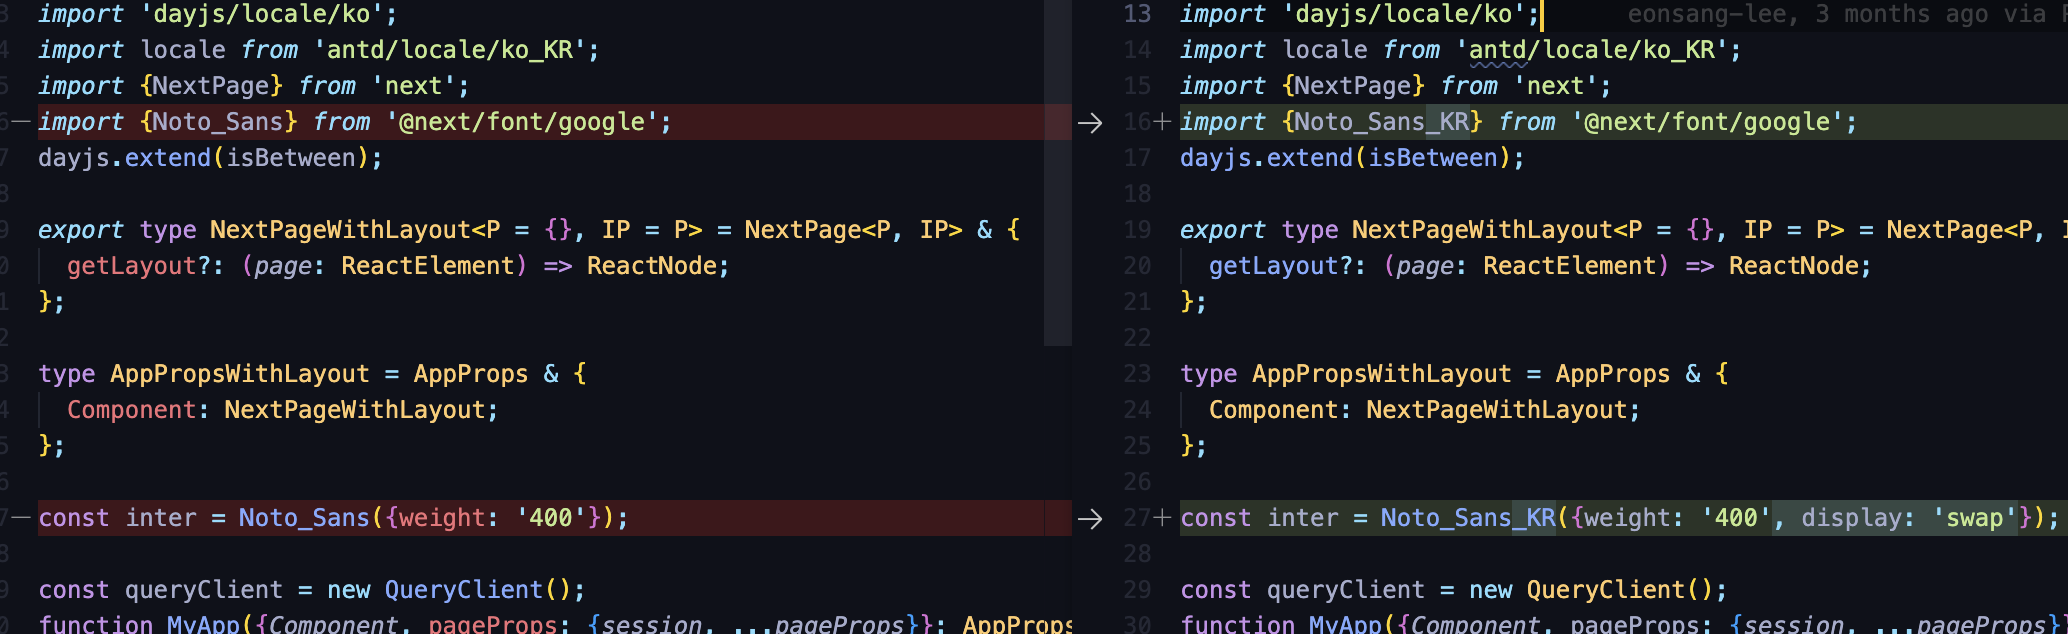 import 'dayjs/locale/ko';
import locale from 'antd/locale/ko_KR';
import {NextPage} from 'next';
import {Noto_Sans} from '@next/font/google';
dayjs.extend(isBetween);
export type NextPageWithLayout<P = {}, IP = P> = NextPage<P, IP> & {
getLayout?: (page: ReactElement) => ReactNode;
};
type AppPropsWithLayout = AppProps & {
Component: NextPageWithLayout;
};
const inter = Noto_Sans({weight: '400'});
const queryClient = new QueryClient();
function MyApp({Component, pageProps: {session, ...pageProps}}: AppProps
13 import 'dayjs/locale/ko'; eonsang-lee, 3 months ago via
14 import locale from 'antd/locale/ko_KR';
15 import {NextPage} from 'next';
16+ import {Noto_Sans_KR} from '@next/font/google';
17 dayjs.extend(isBetween);
18
19 export type NextPageWithLayout<P = {}, IP = P> = NextPage<P,
20 getLayout?: (page: ReactElement) => ReactNode;
21 };
22
23 type AppPropsWithLayout = AppProps & {
24 Component: NextPageWithLayout;
25 };
26
27+ const inter = Noto_Sans_KR({weight: '400', display: 'swap'});
28
29 const queryClient = new QueryClient();
30 function MyApp({Component, pageProps: {session, ...pageProps}